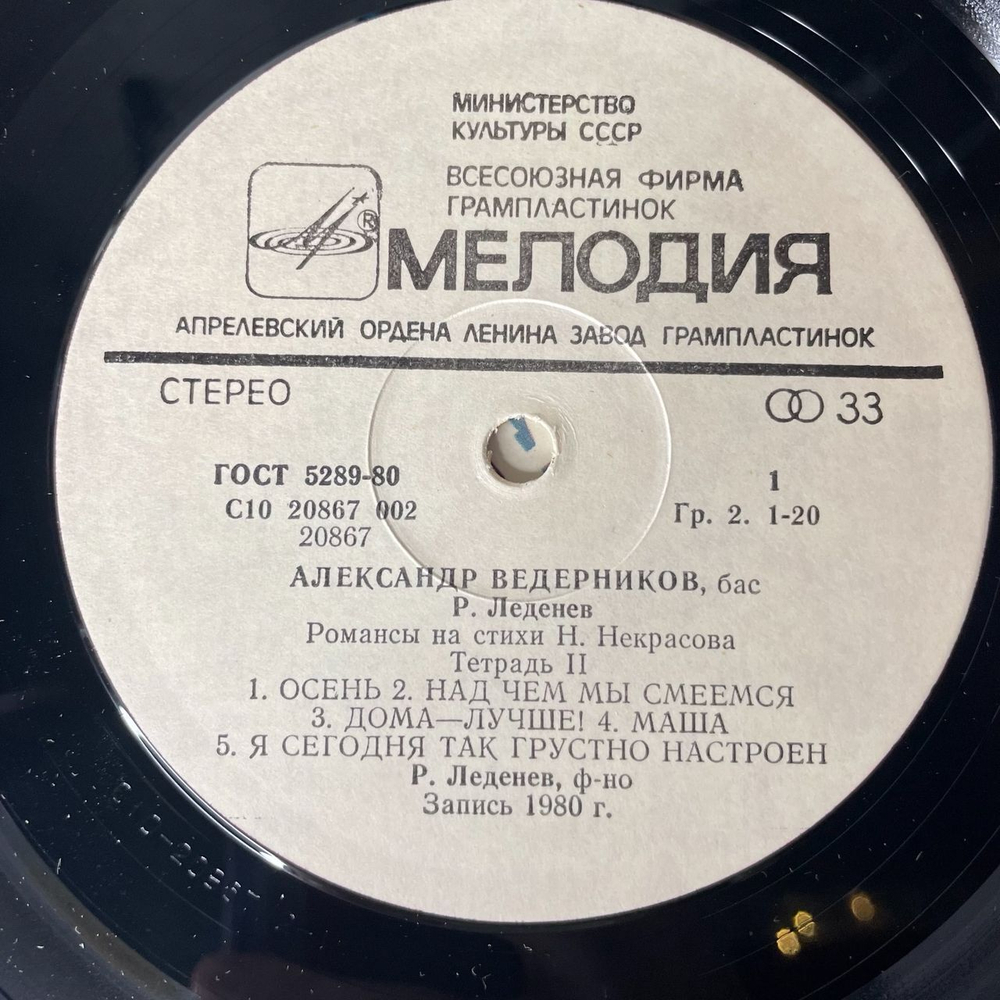 МИНИСТЕРСТВО
КУЛЬТУРЫ СССР
ВСЕСОЮЗНАЯ ФИРМА
ГРАМПЛАСТИНОК
®
МЕЛОДИЯ
АПРЕЛЕВСКИЙ ОРДЕНА ЛЕНИНА ЗАВОД ГРАМПЛАСТИНОК
СТЕРЕО
33
ГОСТ 5289-80
1
С10 20867 002
Гр. 2. 1-20
20867
АЛЕКСАНДР ВЕДЕРНИКОВ, бас
Р. Леденев
Романсы на стихи Н. Некрасова
Тетрадь II
1. ОСЕНЬ 2. НАД ЧЕМ МЫ СМЕЕМСЯ
3. ДОМА—ЛУЧШЕ! 4. МАША
5. Я СЕГОДНЯ ТАК ГРУСТНО НАСТРОЕН
Р. Леденев, ф-но
Запись 1980 г.